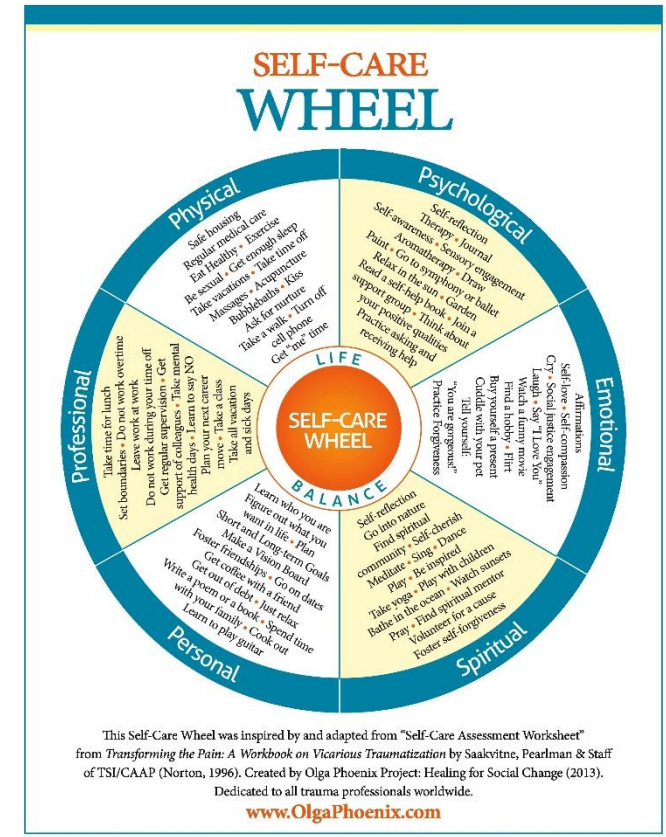 SELF-CARE
WHEEL
Physical
Safe housing
Regular medical care
Eat Healthy • Exercise
Be sexual • Get enough sleep
Take vacations • Take time off
Massages • Acupuncture
Bubblebaths • Kiss
Ask for nurture
Take a walk • Turn off
cell phone
Get "me" time
Psychological
Self-reflection
Therapy • Journal
Self-awareness • Sensory engagement
Aromatherapy • Draw
Paint • Go to symphony or ballet
Relax in the sun • Garden
Read a self-help book • Join a
support group • Think about
your positive qualities
Practice asking and
receiving help
Emotional
Affirmations
Self-love • Self-compassion
Cry • Social justice engagement
Laugh • Say "I Love You"
Watch a funny movie
Find a hobby • Flirt
Buy yourself a present
Cuddle with your pet
Tell yourself:
"You are gorgeous!"
Practice Forgiveness
Spiritual
Self-reflection
Go into nature
Find spiritual
community • Self-cherish
Meditate • Sing • Dance
Play • Be inspired
Take yoga • Play with children
Bathe in the ocean • Watch sunsets
Pray • Find spiritual mentor
Volunteer for a cause
Foster self-forgiveness
Personal
Learn who you are
Figure out what you
want in life • Plan
Short and Long-term Goals
Make a Vision Board
Foster friendships • Go on dates
Get coffee with a friend
Get out of debt • Just relax
Write a poem or a book • Spend time
with your family • Cook out
Learn to play guitar
Professional
Take time for lunch
Set boundaries • Do not work overtime
Leave work at work
Do not work during your time off
Get regular supervision • Get
support of colleagues • Take mental
health days • Learn to say NO
Plan your next career
move • Take a class
Take all vacation
and sick days
LIFE
SELF-CARE
WHEEL
BALANCE
This Self-Care Wheel was inspired by and adapted from "Self-Care Assessment Worksheet"
from Transforming the Pain: A Workbook on Vicarious Traumatization by Saakvitne, Pearlman & Staff
of TSI/CAAP (Norton, 1996). Created by Olga Phoenix Project: Healing for Social Change (2013).
Dedicated to all trauma professionals worldwide.
www.OlgaPhoenix.com